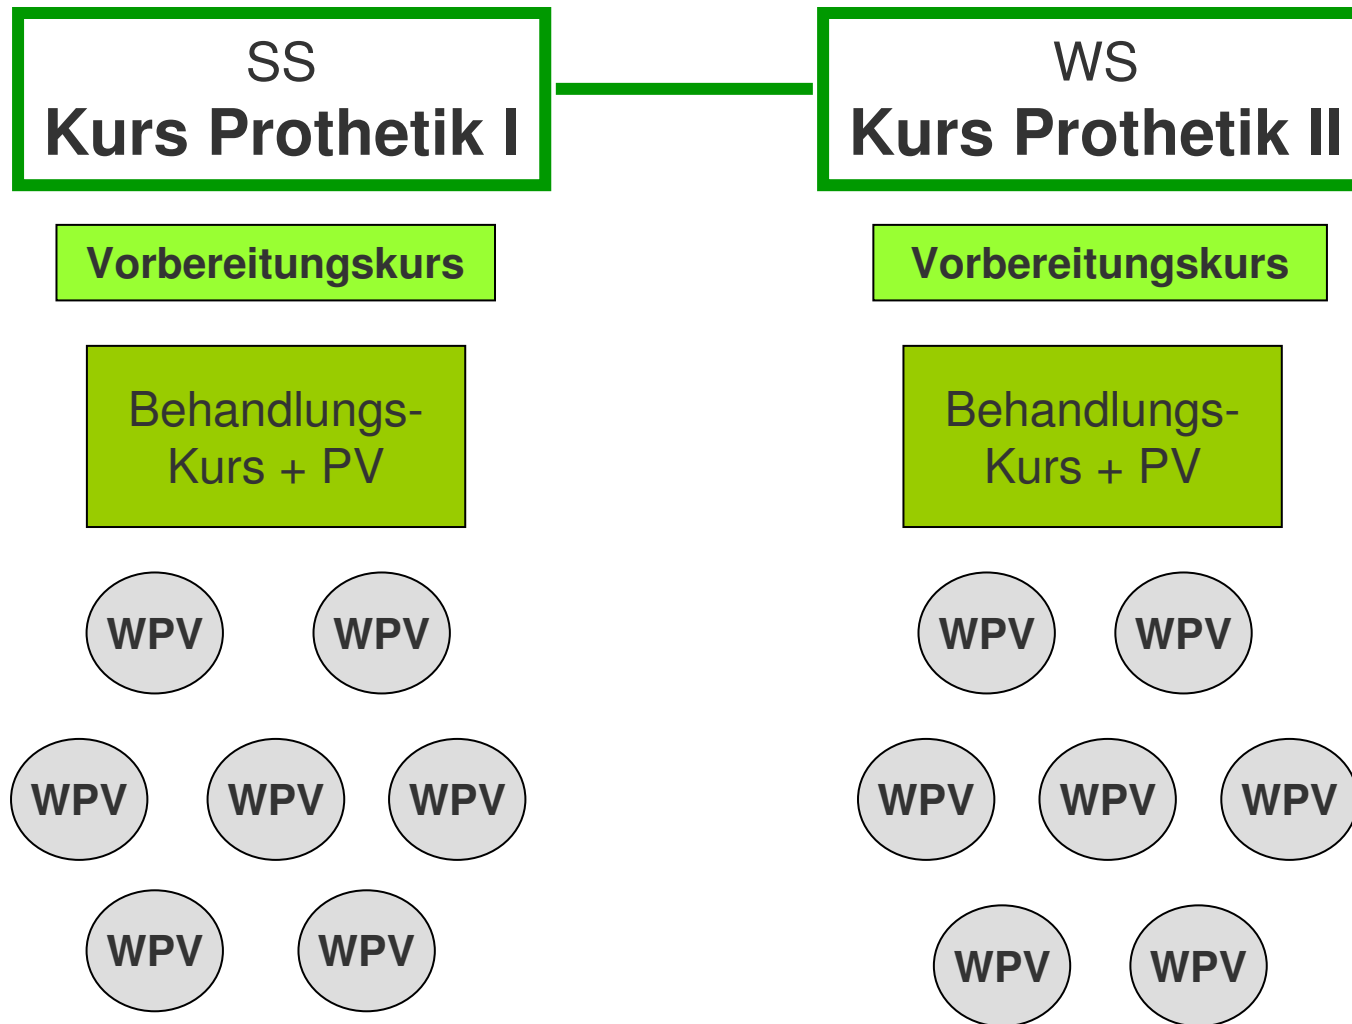 SS
Kurs Prothetik I
Vorbereitungskurs
Behandlungs-
Kurs + PV
WPV WPV
WPV WPV WPV
WPV WPV
WS
Kurs Prothetik II
Vorbereitungskurs
Behandlungs-
Kurs + PV
WPV WPV
WPV WPV WPV
WPV WPV